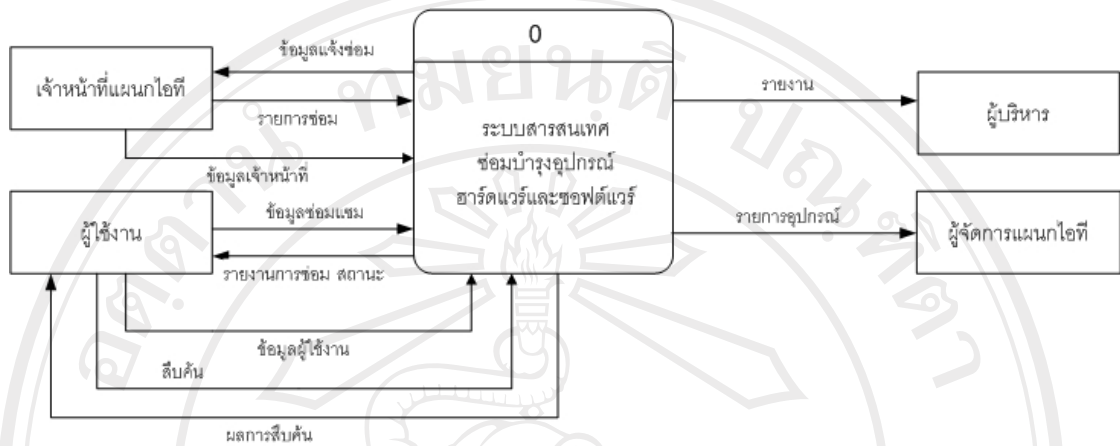 0
ระบบสารสนเทศ
ซ่อมบำรุงอุปกรณ์
ฮาร์ดแวร์และซอฟต์แวร์
เจ้าหน้าที่แผนกไอที
ข้อมูลแจ้งซ่อม
รายการซ่อม
ข้อมูลเจ้าหน้าที่
ผู้ใช้งาน
ข้อมูลซ่อมแซม
รายงานการซ่อม สถานะ
ข้อมูลผู้ใช้งาน
สืบค้น
ผลการสืบค้น
รายงาน
ผู้บริหาร
รายการอุปกรณ์
ผู้จัดการแผนกไอที